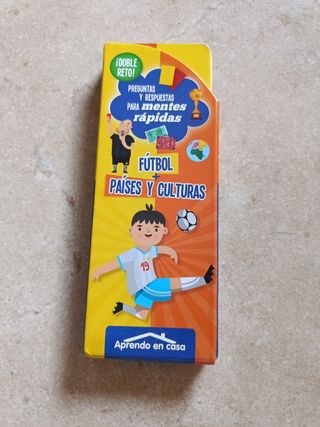 ¡DOBLE
RETO!
PREGUNTAS
Y RESPUESTAS
PARA mentes
rápidas
FÚTBOL
+
PAÍSES Y CULTURAS
19
Aprendo en casa